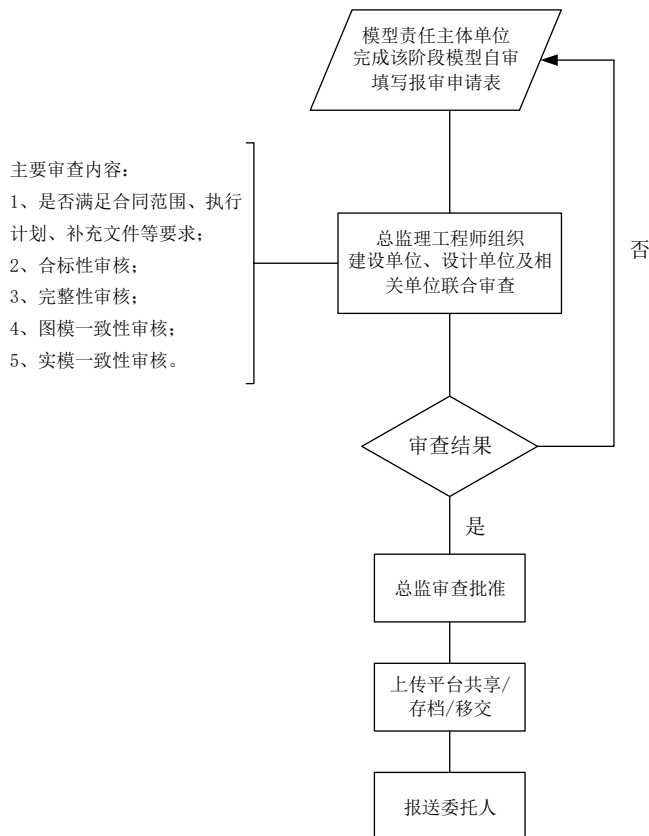 模型责任主体单位
完成该阶段模型自审
填写报审申请表
主要审查内容：
1、是否满足合同范围、执行
计划、补充文件等要求；
2、合标性审核；
3、完整性审核；
4、图模一致性审核；
5、实模一致性审核。
总监理工程师组织
建设单位、设计单位及相
关单位联合审查
否
审查结果
是
总监审查批准
上传平台共享/
存档/移交
报送委托人